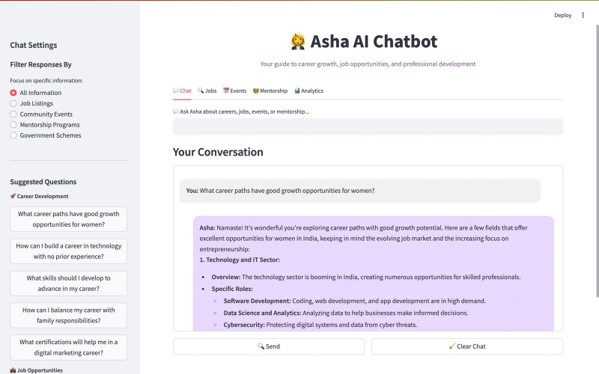 Deploy
Chat Settings
Filter Responses By
Focus on specific information:
All Information
Job Listings
Community Events
Mentorship Programs
Government Schemes
Suggested Questions
🚀 Career Development
What career paths have good growth
opportunities for women?
How can I build a career in technology
with no prior experience?
What skills should I develop to
advance in my career?
How can I balance my career with
family responsibilities?
What certifications will help me in a
digital marketing career?
💼 Job Opportunities
👩‍💼 Asha AI Chatbot
Your guide to career growth, job opportunities, and professional development
💬 Chat 🔍 Jobs 📅 Events 👩‍🏫 Mentorship 📊 Analytics
💬 Ask Asha about careers, jobs, events, or mentorship...
Your Conversation
You: What career paths have good growth opportunities for women?
Asha: Namaste! It's wonderful you're exploring career paths with good growth potential. Here are a few fields that offer
excellent opportunities for women in India, keeping in mind the evolving job market and the increasing focus on
entrepreneurship:
1. Technology and IT Sector:
• Overview: The technology sector is booming in India, creating numerous opportunities for skilled professionals.
• Specific Roles:
◦ Software Development: Coding, web development, and app development are in high demand.
◦ Data Science and Analytics: Analyzing data to help businesses make informed decisions.
◦ Cybersecurity: Protecting digital systems and data from cyber threats.
🔍 Send
🧹 Clear Chat